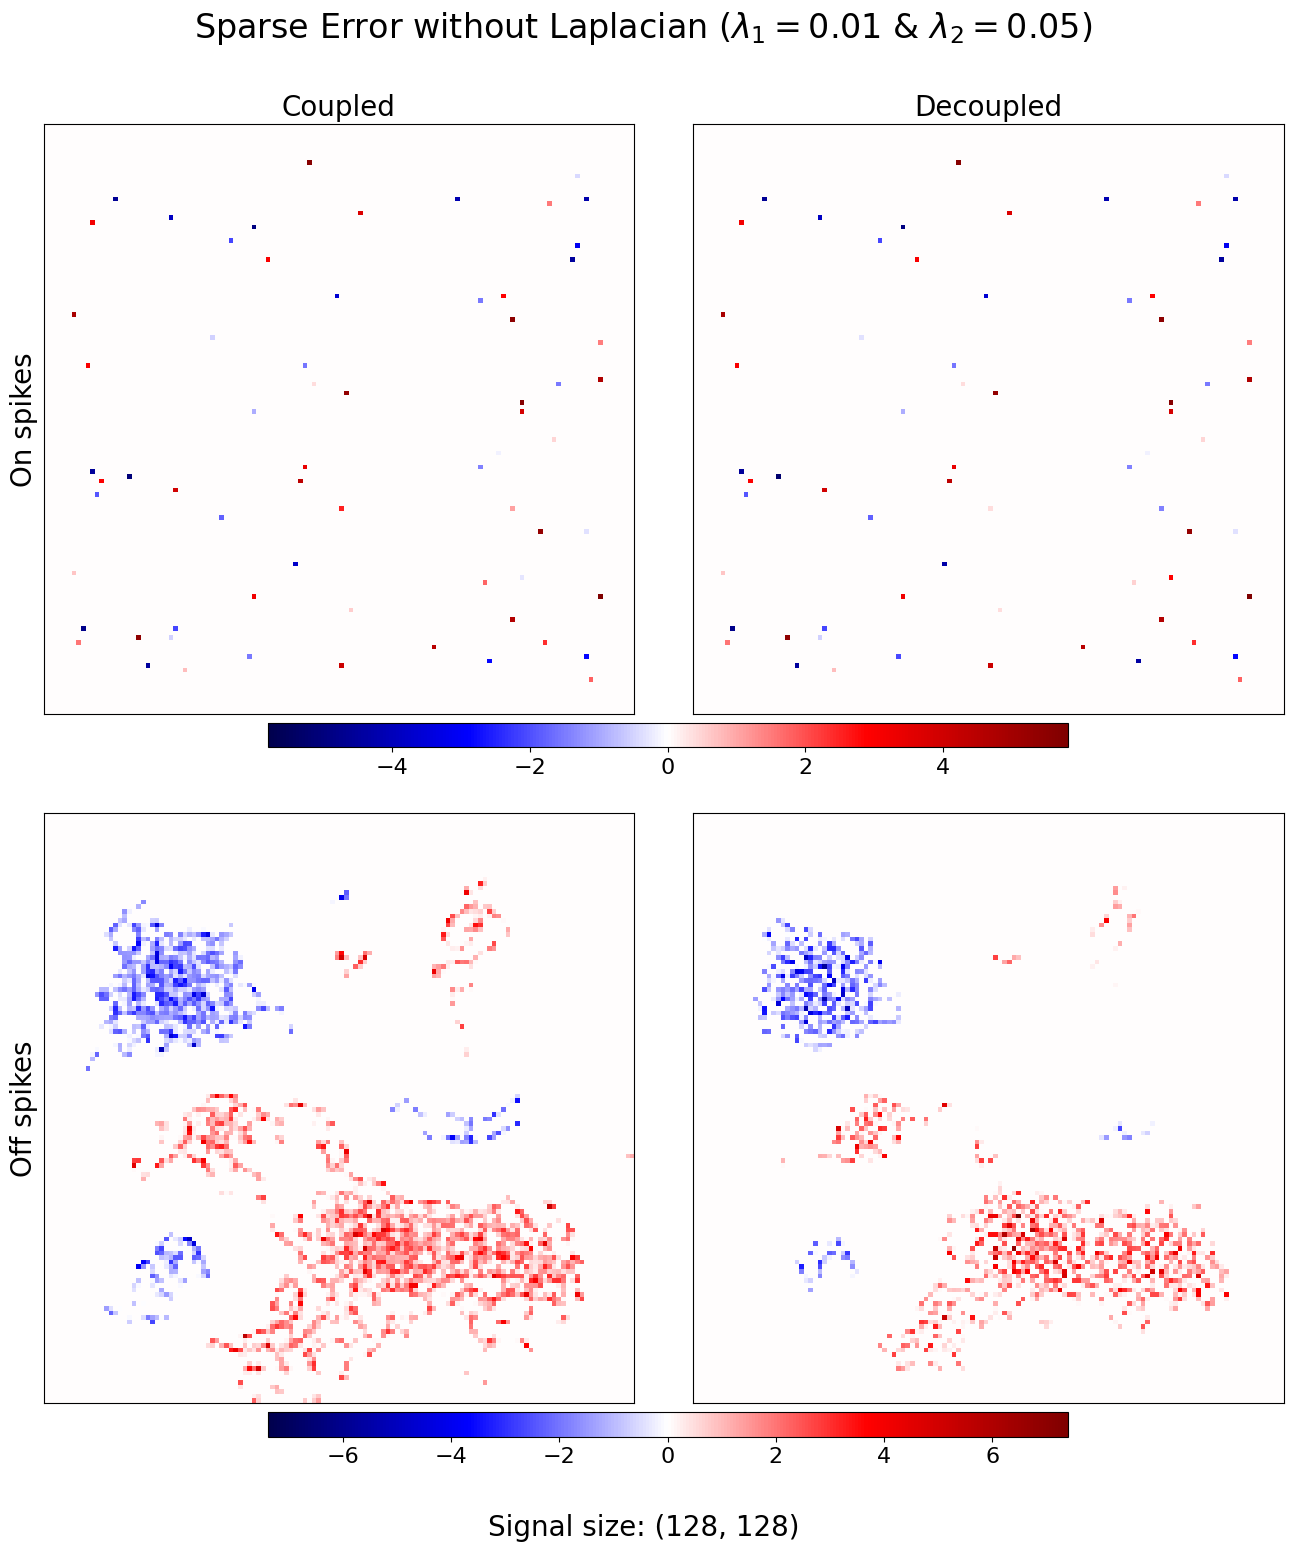 Sparse Error without Laplacian (λ₁ = 0.01 & λ₂ = 0.05)
Coupled
Decoupled
On spikes
−4 −2 0 2 4
Off spikes
−6 −4 −2 0 2 4 6
Signal size: (128, 128)